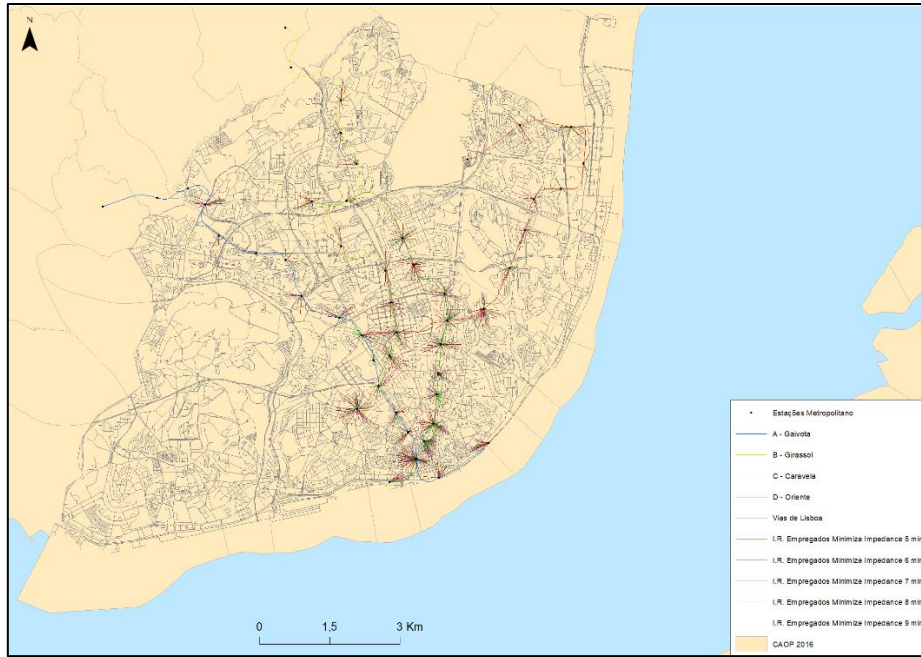 N
Estações Metropolitano
A - Gaivota
B - Girassol
C - Caravela
D - Oriente
Vias de Lisboa
I.R. Empregados Minimize Impedance 5 min
I.R. Empregados Minimize Impedance 6 min
I.R. Empregados Minimize Impedance 7 min
I.R. Empregados Minimize Impedance 8 min
I.R. Empregados Minimize Impedance 9 min
CAOP 2016
0 1,5 3 Km